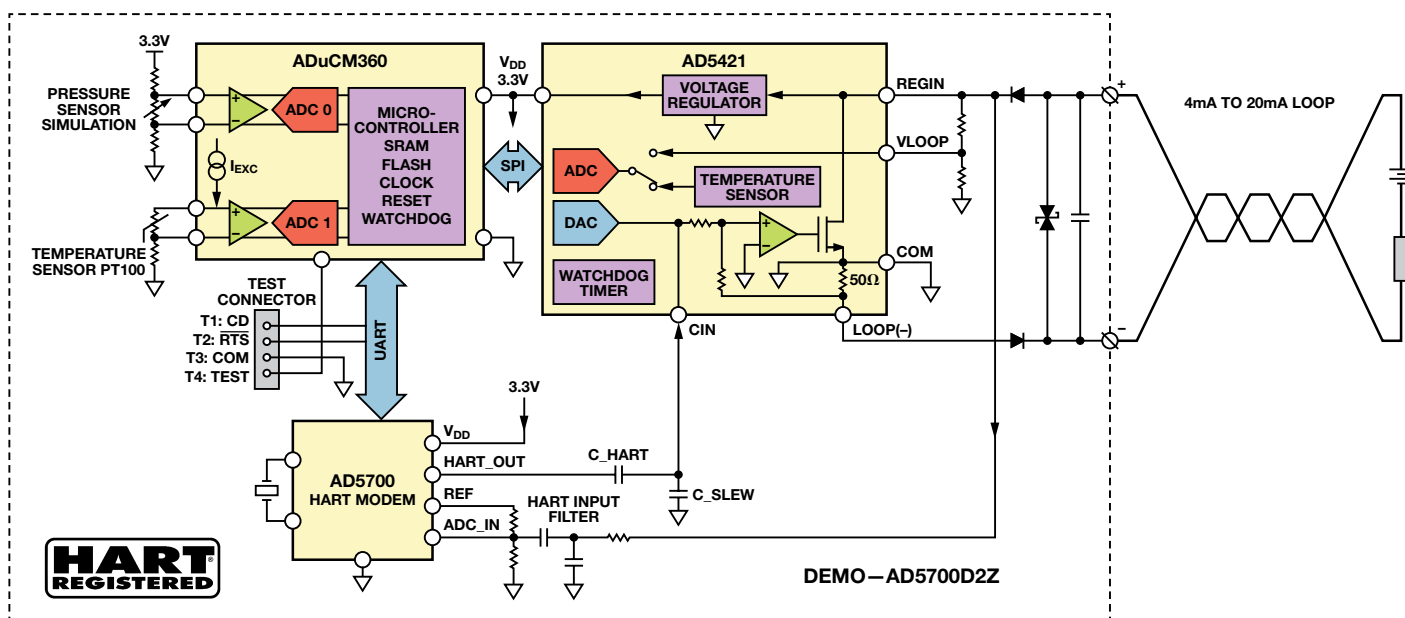 3.3V
PRESSURE
SENSOR
SIMULATION
ADuCM360
+
−
ADC 0
MICRO-
CONTROLLER
SRAM
FLASH
CLOCK
RESET
WATCHDOG
IEXC
+
−
ADC 1
TEMPERATURE
SENSOR PT100
VDD
3.3V
SPI
AD5421
VOLTAGE
REGULATOR
REGIN
VLOOP
ADC
TEMPERATURE
SENSOR
DAC
+
−
WATCHDOG
TIMER
50Ω
COM
CIN
LOOP(−)
+
−
4mA TO 20mA LOOP
TEST
CONNECTOR
T1: CD
T2: RTS
T3: COM
T4: TEST
UART
3.3V
VDD
HART_OUT
REF
ADC_IN
AD5700
HART MODEM
C_HART
C_SLEW
HART INPUT
FILTER
HART®
REGISTERED
DEMO—AD5700D2Z